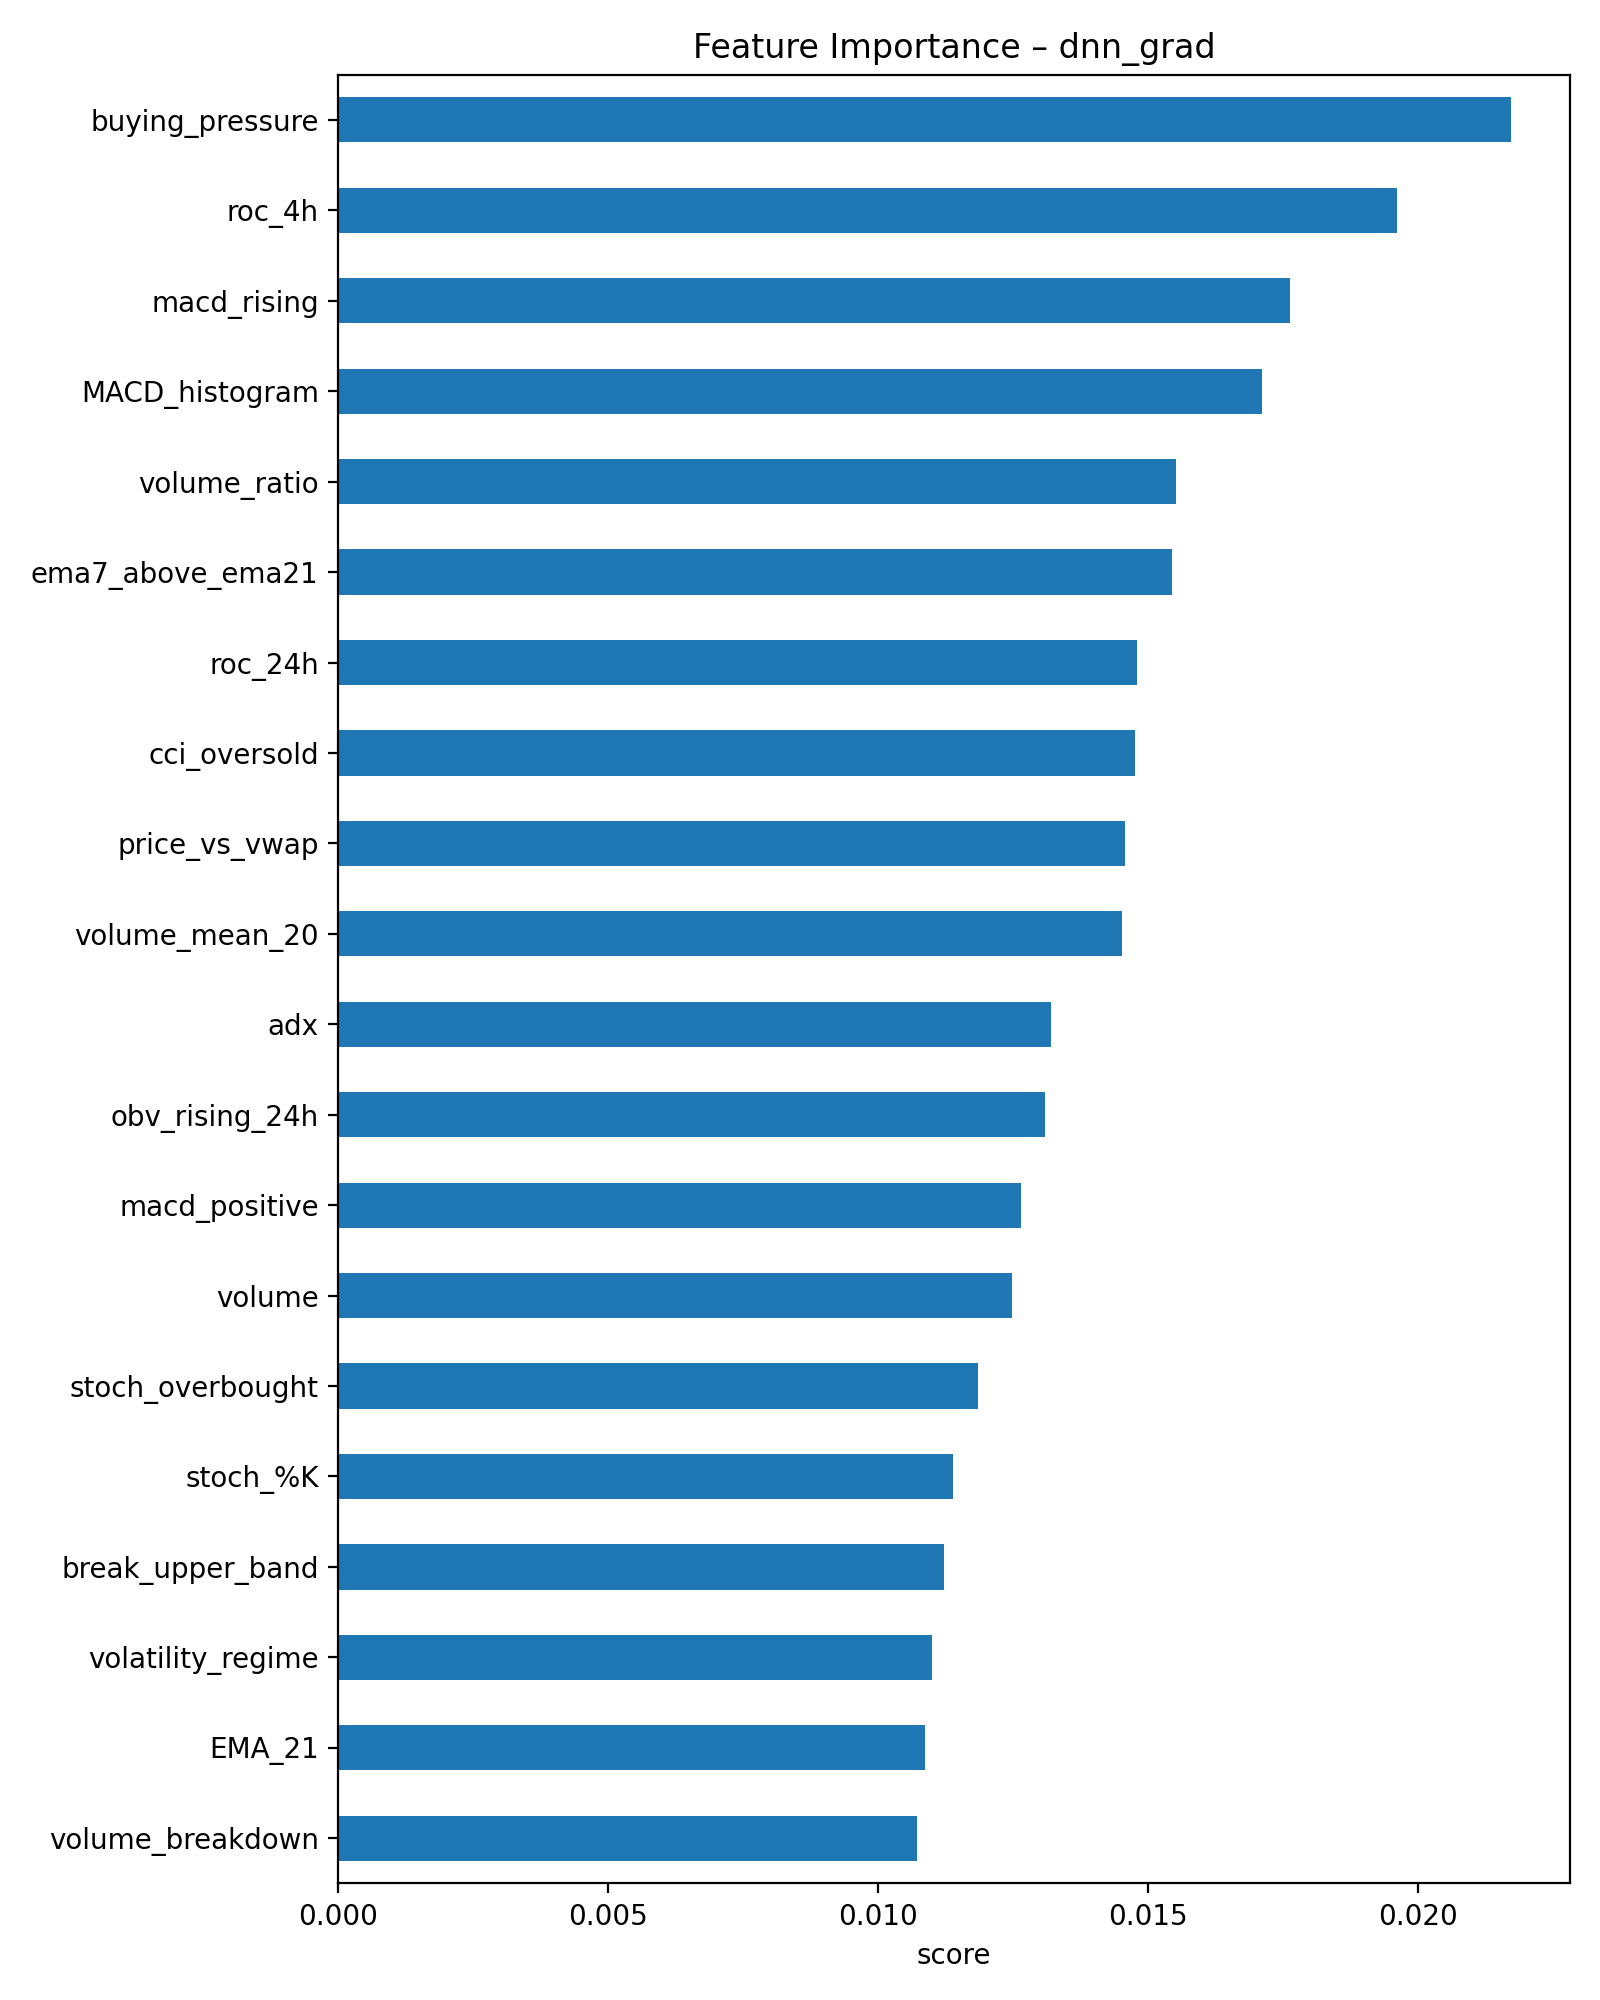 Feature Importance – dnn_grad
buying_pressure
roc_4h
macd_rising
MACD_histogram
volume_ratio
ema7_above_ema21
roc_24h
cci_oversold
price_vs_vwap
volume_mean_20
adx
obv_rising_24h
macd_positive
volume
stoch_overbought
stoch_%K
break_upper_band
volatility_regime
EMA_21
volume_breakdown
0.000 0.005 0.010 0.015 0.020
score